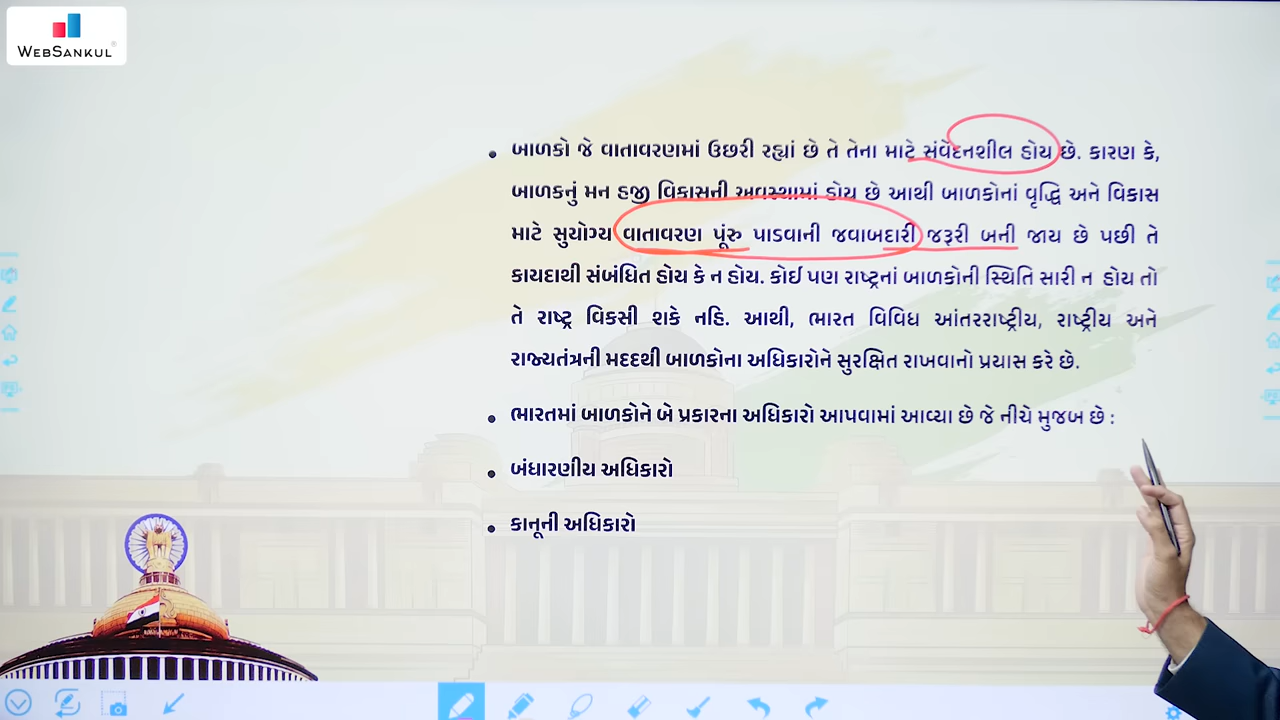 WEBSANKUL
બાળકો જે વાતાવરણમાં ઉછરી રહ્યાં છે તે તેના માટે સંવેદનશીલ હોય છે. કારણ કે,
બાળકનું મન હજી વિકાસની અવસ્થામાં હોય છે આથી બાળકોનાં વૃદ્ધિ અને વિકાસ
માટે સુયોગ્ય વાતાવરણ પૂંરુ પાડવાની જવાબદારી જરૂરી બની જાય છે પછી તે
કાયદાથી સંબંધિત હોય કે ન હોય. કોઈ પણ રાષ્ટ્રનાં બાળકોની સ્થિતિ સારી ન હોય તો
તે રાષ્ટ્ર વિકસી શકે નહિ. આથી, ભારત વિવિધ આંતરરાષ્ટ્રીય, રાષ્ટ્રીય અને
રાજ્યતંત્રની મદદથી બાળકોના અધિકારોને સુરક્ષિત રાખવાનો પ્રયાસ કરે છે.
ભારતમાં બાળકોને બે પ્રકારના અધિકારો આપવામાં આવ્યા છે જે નીચે મુજબ છે :
બંધારણીય અધિકારો
કાનૂની અધિકારો